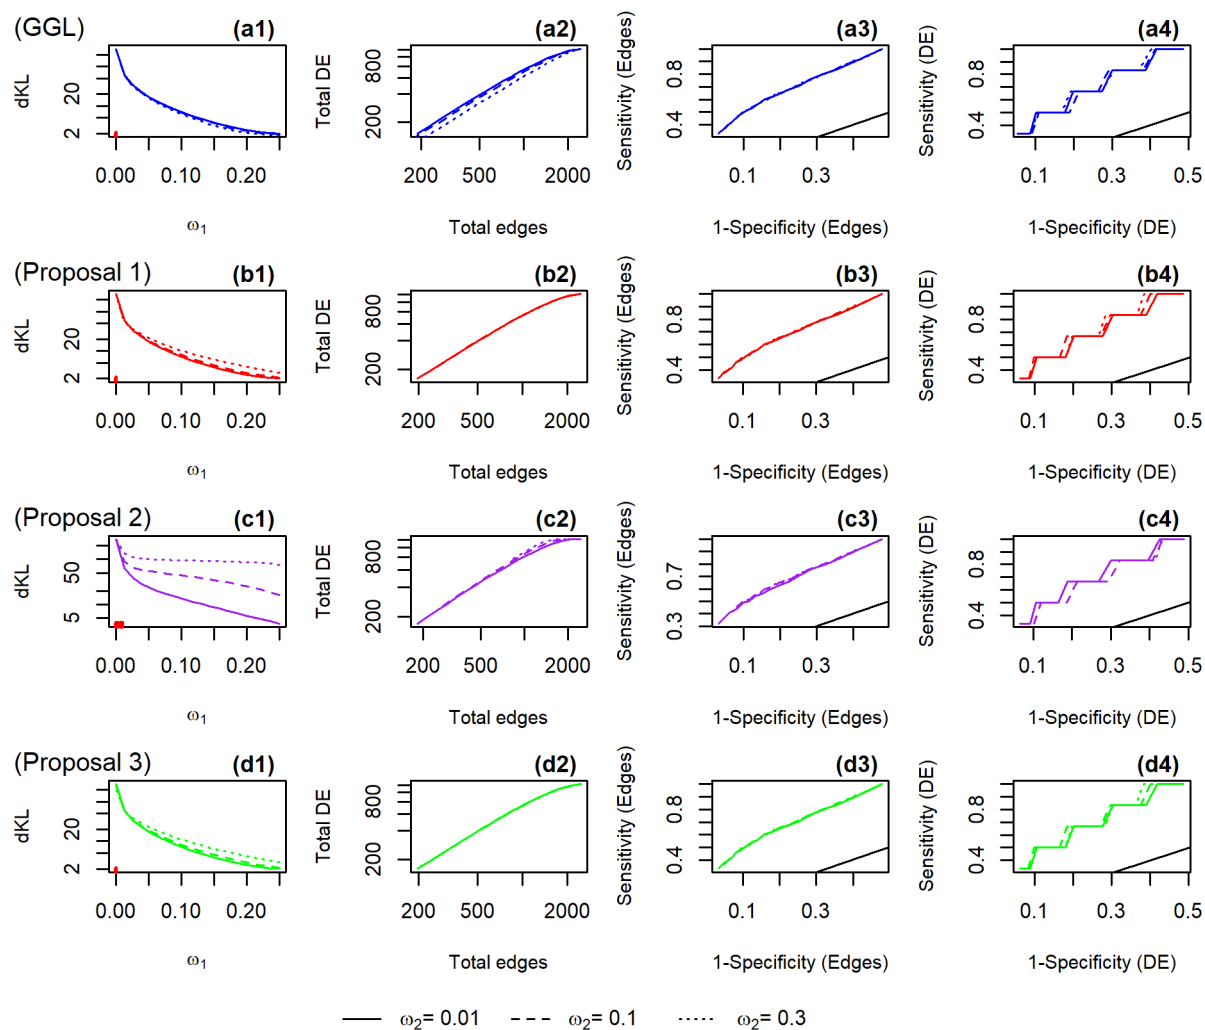 (GGL) (a1) (a2) (a3) (a4)
dKL 20 2
0.00 0.10 0.20
ω1
Total DE 800 200
200 500 2000
Total edges
Sensitivity (Edges) 0.8 0.4
0.1 0.3
1-Specificity (Edges)
Sensitivity (DE) 0.8 0.4
0.1 0.3 0.5
1-Specificity (DE)
(Proposal 1) (b1) (b2) (b3) (b4)
dKL 20 2
0.00 0.10 0.20
ω1
Total DE 800 200
200 500 2000
Total edges
Sensitivity (Edges) 0.8 0.4
0.1 0.3
1-Specificity (Edges)
Sensitivity (DE) 0.8 0.4
0.1 0.3 0.5
1-Specificity (DE)
(Proposal 2) (c1) (c2) (c3) (c4)
dKL 50 5
0.00 0.10 0.20
ω1
Total DE 800 200
200 500 2000
Total edges
Sensitivity (Edges) 0.7 0.3
0.1 0.3
1-Specificity (Edges)
Sensitivity (DE) 0.8 0.4
0.1 0.3 0.5
1-Specificity (DE)
(Proposal 3) (d1) (d2) (d3) (d4)
dKL 20 2
0.00 0.10 0.20
ω1
Total DE 800 200
200 500 2000
Total edges
Sensitivity (Edges) 0.8 0.4
0.1 0.3
1-Specificity (Edges)
Sensitivity (DE) 0.8 0.4
0.1 0.3 0.5
1-Specificity (DE)
ω2= 0.01 ω2= 0.1 ω2= 0.3